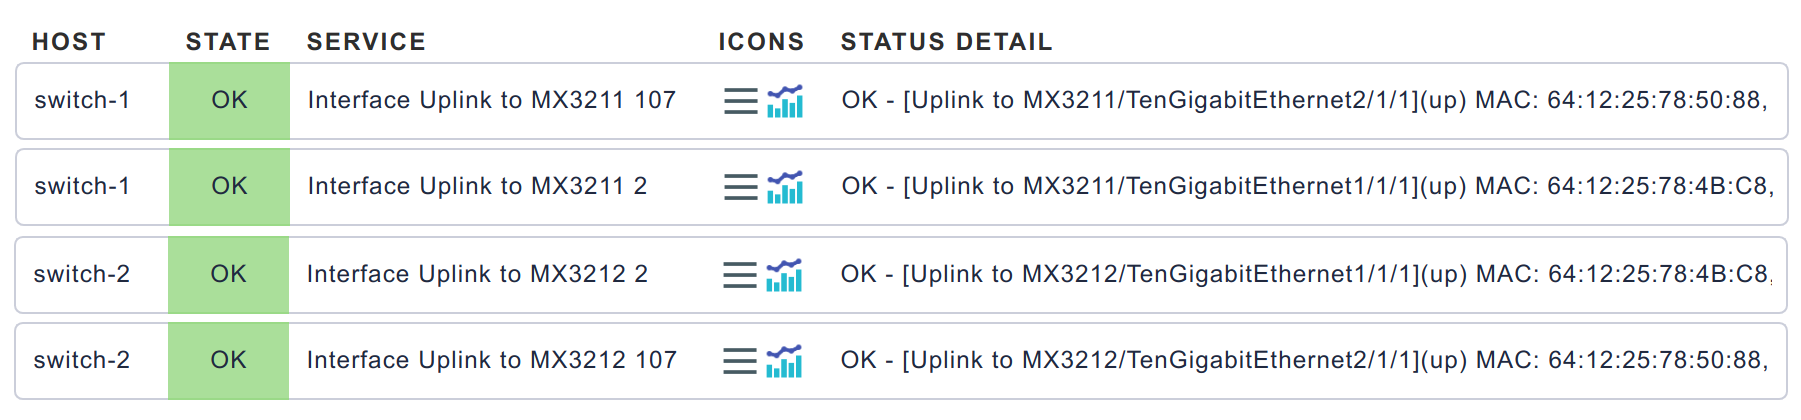 HOST STATE SERVICE ICONS STATUS DETAIL
switch-1 OK Interface Uplink to MX3211 107 OK - [Uplink to MX3211/TenGigabitEthernet2/1/1](up) MAC: 64:12:25:78:50:88,
switch-1 OK Interface Uplink to MX3211 2 OK - [Uplink to MX3211/TenGigabitEthernet1/1/1](up) MAC: 64:12:25:78:4B:C8,
switch-2 OK Interface Uplink to MX3212 2 OK - [Uplink to MX3212/TenGigabitEthernet1/1/1](up) MAC: 64:12:25:78:4B:C8,
switch-2 OK Interface Uplink to MX3212 107 OK - [Uplink to MX3212/TenGigabitEthernet2/1/1](up) MAC: 64:12:25:78:50:88,